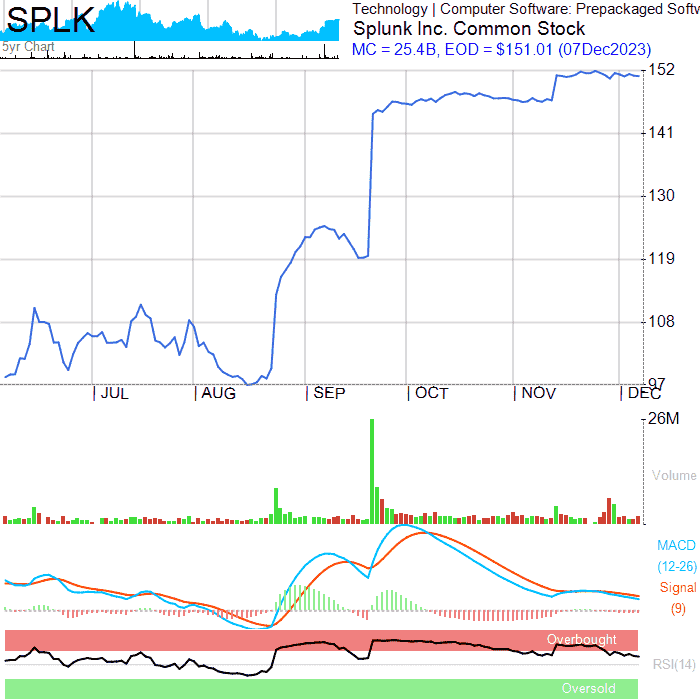 SPLK
5yr Chart
Technology | Computer Software: Prepackaged Softw
Splunk Inc. Common Stock
MC = 25.4B, EOD = $151.01 (07Dec2023)
152
141
130
119
108
97
JUL AUG SEP OCT NOV DEC
26M
Volume
MACD
(12-26)
Signal
(9)
Overbought
RSI(14)
Oversold